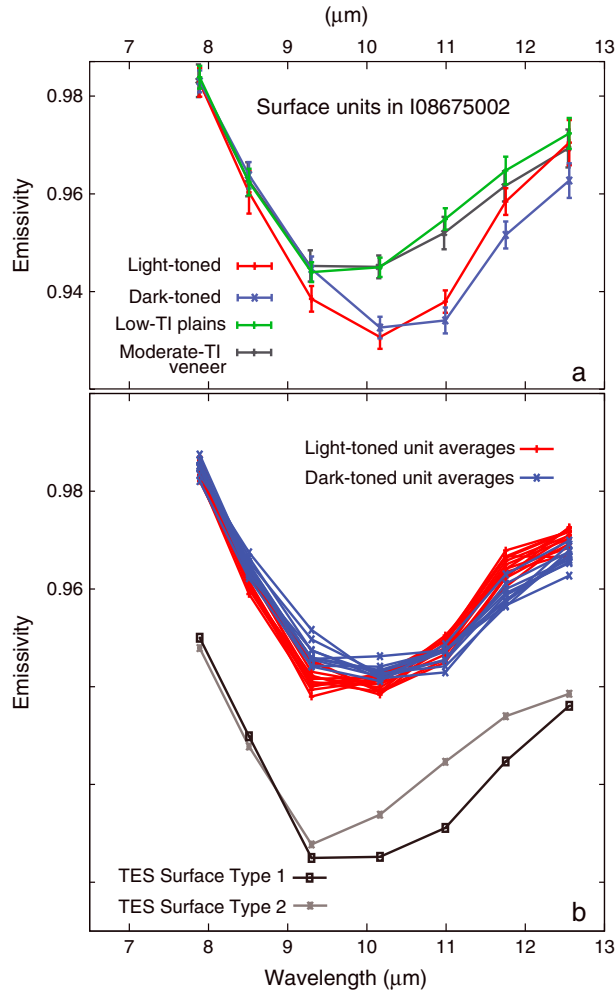 (μm)
7 8 9 10 11 12 13
Surface units in I08675002
0.98
0.96
0.94
Emissivity
Light-toned
Dark-toned
Low-TI plains
Moderate-TI
veneer
a
Light-toned unit averages
Dark-toned unit averages
0.98
0.96
Emissivity
TES Surface Type 1
TES Surface Type 2
b
7 8 9 10 11 12 13
Wavelength (μm)